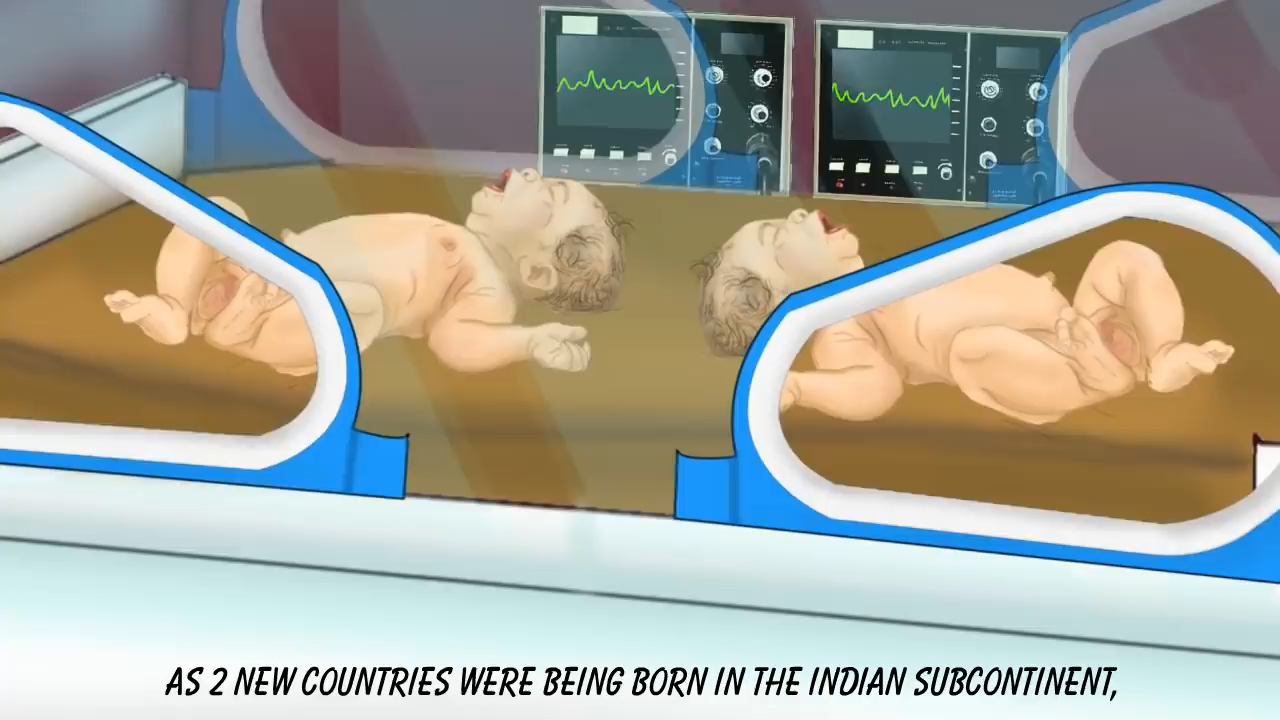 AS 2 NEW COUNTRIES WERE BEING BORN IN THE INDIAN SUBCONTINENT,